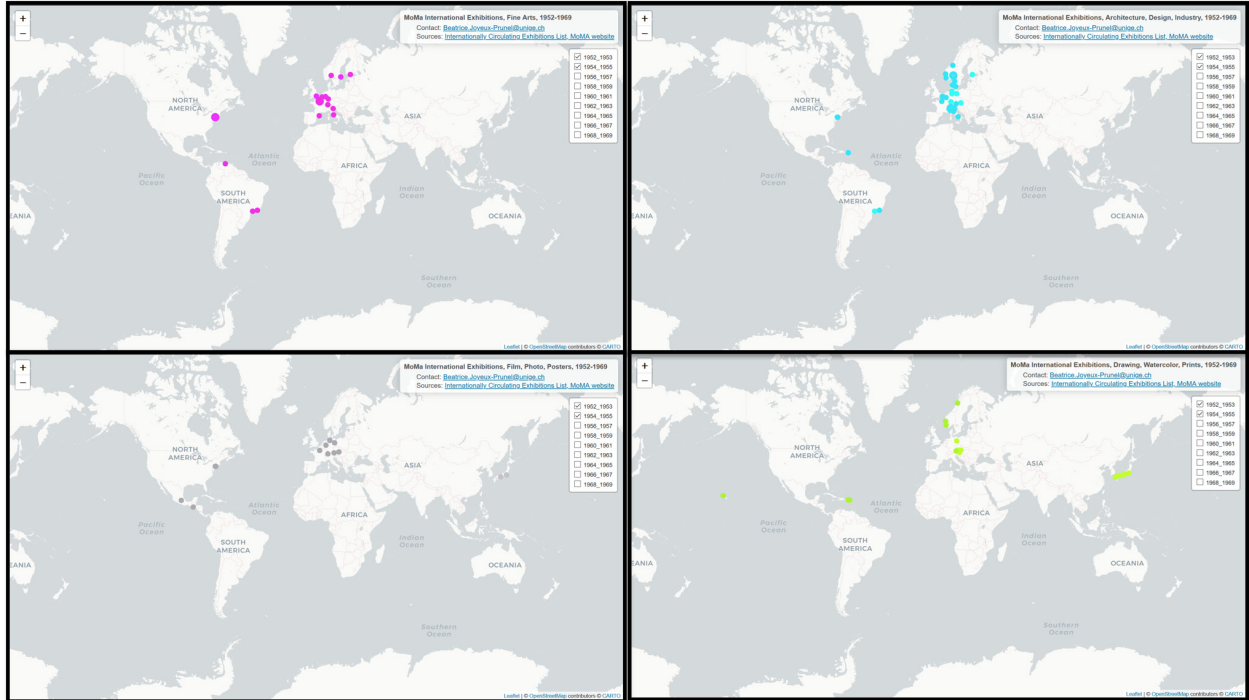 +
−
MoMa International Exhibitions, Fine Arts, 1952-1969
Contact: Beatrice.Joyeux-Prunel@unige.ch
Sources: Internationally Circulating Exhibitions List, MoMA website
1952_1953
1954_1955
1956_1957
1958_1959
1960_1961
1962_1963
1964_1965
1966_1967
1968_1969
NORTH
AMERICA
ASIA
Atlantic
Ocean
AFRICA
Pacific
Ocean
SOUTH
AMERICA
Indian
Ocean
EANIA
OCEANIA
Southern
Ocean
Leaflet | © OpenStreetMap contributors © CARTO
+
−
MoMa International Exhibitions, Architecture, Design, Industry, 1952-1969
Contact: Beatrice.Joyeux-Prunel@unige.ch
Sources: Internationally Circulating Exhibitions List, MoMA website
1952_1953
1954_1955
1956_1957
1958_1959
1960_1961
1962_1963
1964_1965
1966_1967
1968_1969
NORTH
AMERICA
ASIA
Atlantic
Ocean
AFRICA
Pacific
Ocean
SOUTH
AMERICA
Indian
Ocean
EANIA
OCEANIA
Southern
Ocean
Leaflet | © OpenStreetMap contributors © CARTO
+
−
MoMa International Exhibitions, Film, Photo, Posters, 1952-1969
Contact: Beatrice.Joyeux-Prunel@unige.ch
Sources: Internationally Circulating Exhibitions List, MoMA website
1952_1953
1954_1955
1956_1957
1958_1959
1960_1961
1962_1963
1964_1965
1966_1967
1968_1969
NORTH
AMERICA
ASIA
Atlantic
Ocean
AFRICA
Pacific
Ocean
SOUTH
AMERICA
Indian
Ocean
EANIA
OCEANIA
Southern
Ocean
Leaflet | © OpenStreetMap contributors © CARTO
+
−
MoMa International Exhibitions, Drawing, Watercolor, Prints, 1952-1969
Contact: Beatrice.Joyeux-Prunel@unige.ch
Sources: Internationally Circulating Exhibitions List, MoMA website
1952_1953
1954_1955
1956_1957
1958_1959
1960_1961
1962_1963
1964_1965
1966_1967
1968_1969
NORTH
AMERICA
ASIA
Atlantic
Ocean
AFRICA
Pacific
Ocean
SOUTH
AMERICA
Indian
Ocean
EANIA
OCEANIA
Southern
Ocean
Leaflet | © OpenStreetMap contributors © CARTO